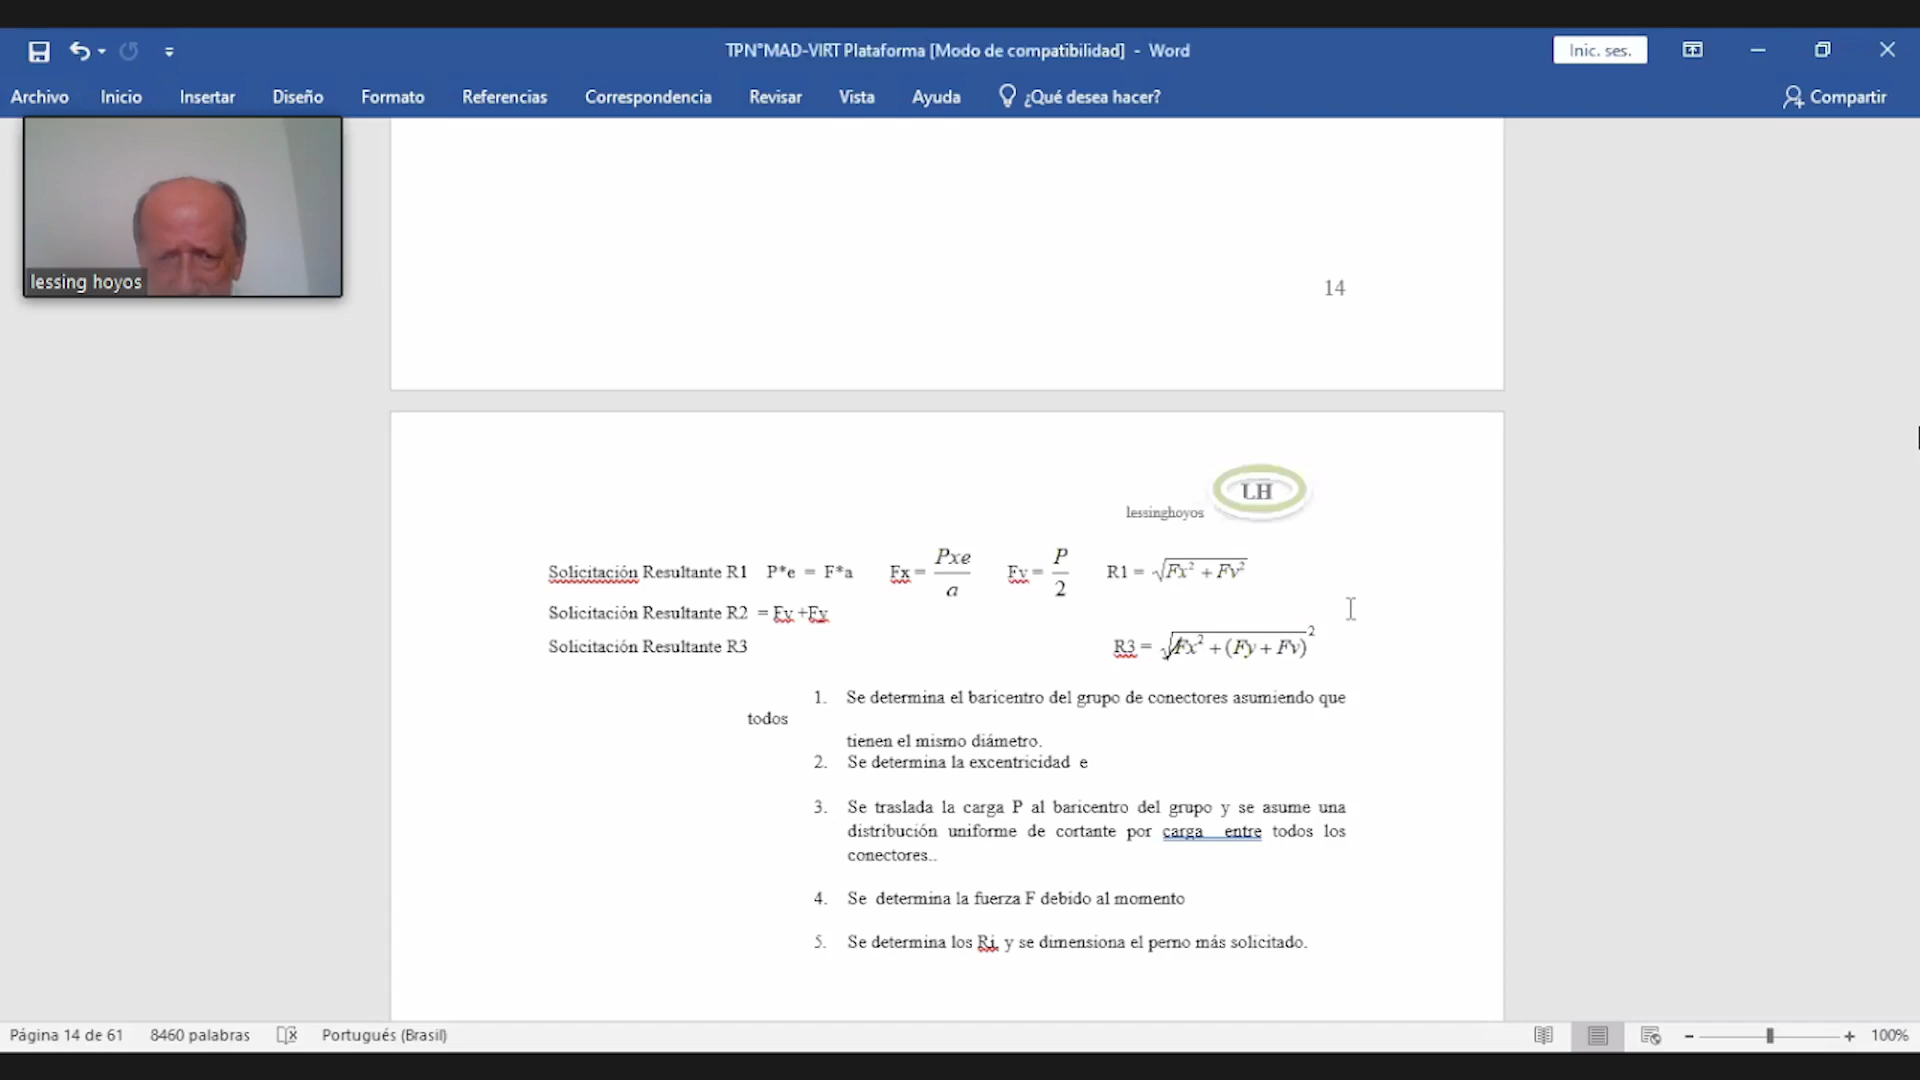 TPN°MAD-VIRT Plataforma [Modo de compatibilidad] - Word
Inic. ses.
Archivo Inicio Insertar Diseño Formato Referencias Correspondencia Revisar Vista Ayuda ¿Qué desea hacer? Compartir
lessing hoyos
14
LH
lessinghoyos
Solicitación Resultante R1 P*e = F*a Fx = Pxe / a Fv = P / 2 R1 = √Fx² + Fv²
Solicitación Resultante R2 = Fv +Fy
Solicitación Resultante R3 R3 = √Fx² + (Fy + Fv)²
1. Se determina el baricentro del grupo de conectores asumiendo que
todos
tienen el mismo diámetro.
2. Se determina la excentricidad e
3. Se traslada la carga P al baricentro del grupo y se asume una
distribución uniforme de cortante por carga entre todos los
conectores..
4. Se determina la fuerza F debido al momento
5. Se determina los Ri y se dimensiona el perno más solicitado.
Página 14 de 61 8460 palabras Portugués (Brasil) 100%